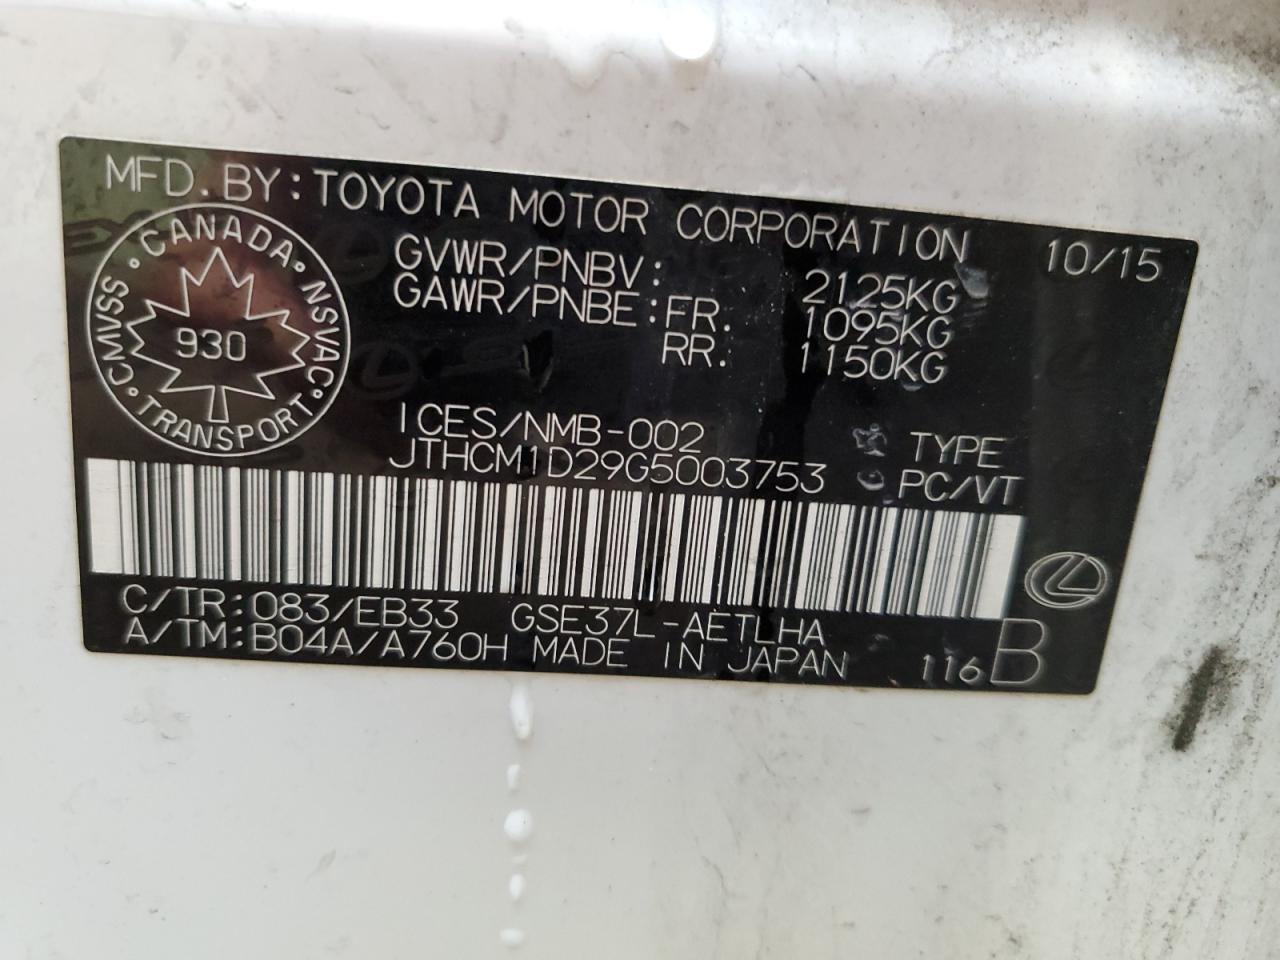 MFD. BY: TOYOTA MOTOR CORPORATION 10/15
CANADA · NSVAC · TRANSPORT · CMVSS ·
930
GVWR/PNBV: 2125KG
GAWR/PNBE: FR. 1095KG
RR. 1150KG
ICES/NMB-002 TYPE
JTHCM1D29G5003753 PC/VT
C/TR: 083/EB33 GSE37L-AETLHA
A/TM: B04A/A760H MADE IN JAPAN 116 B